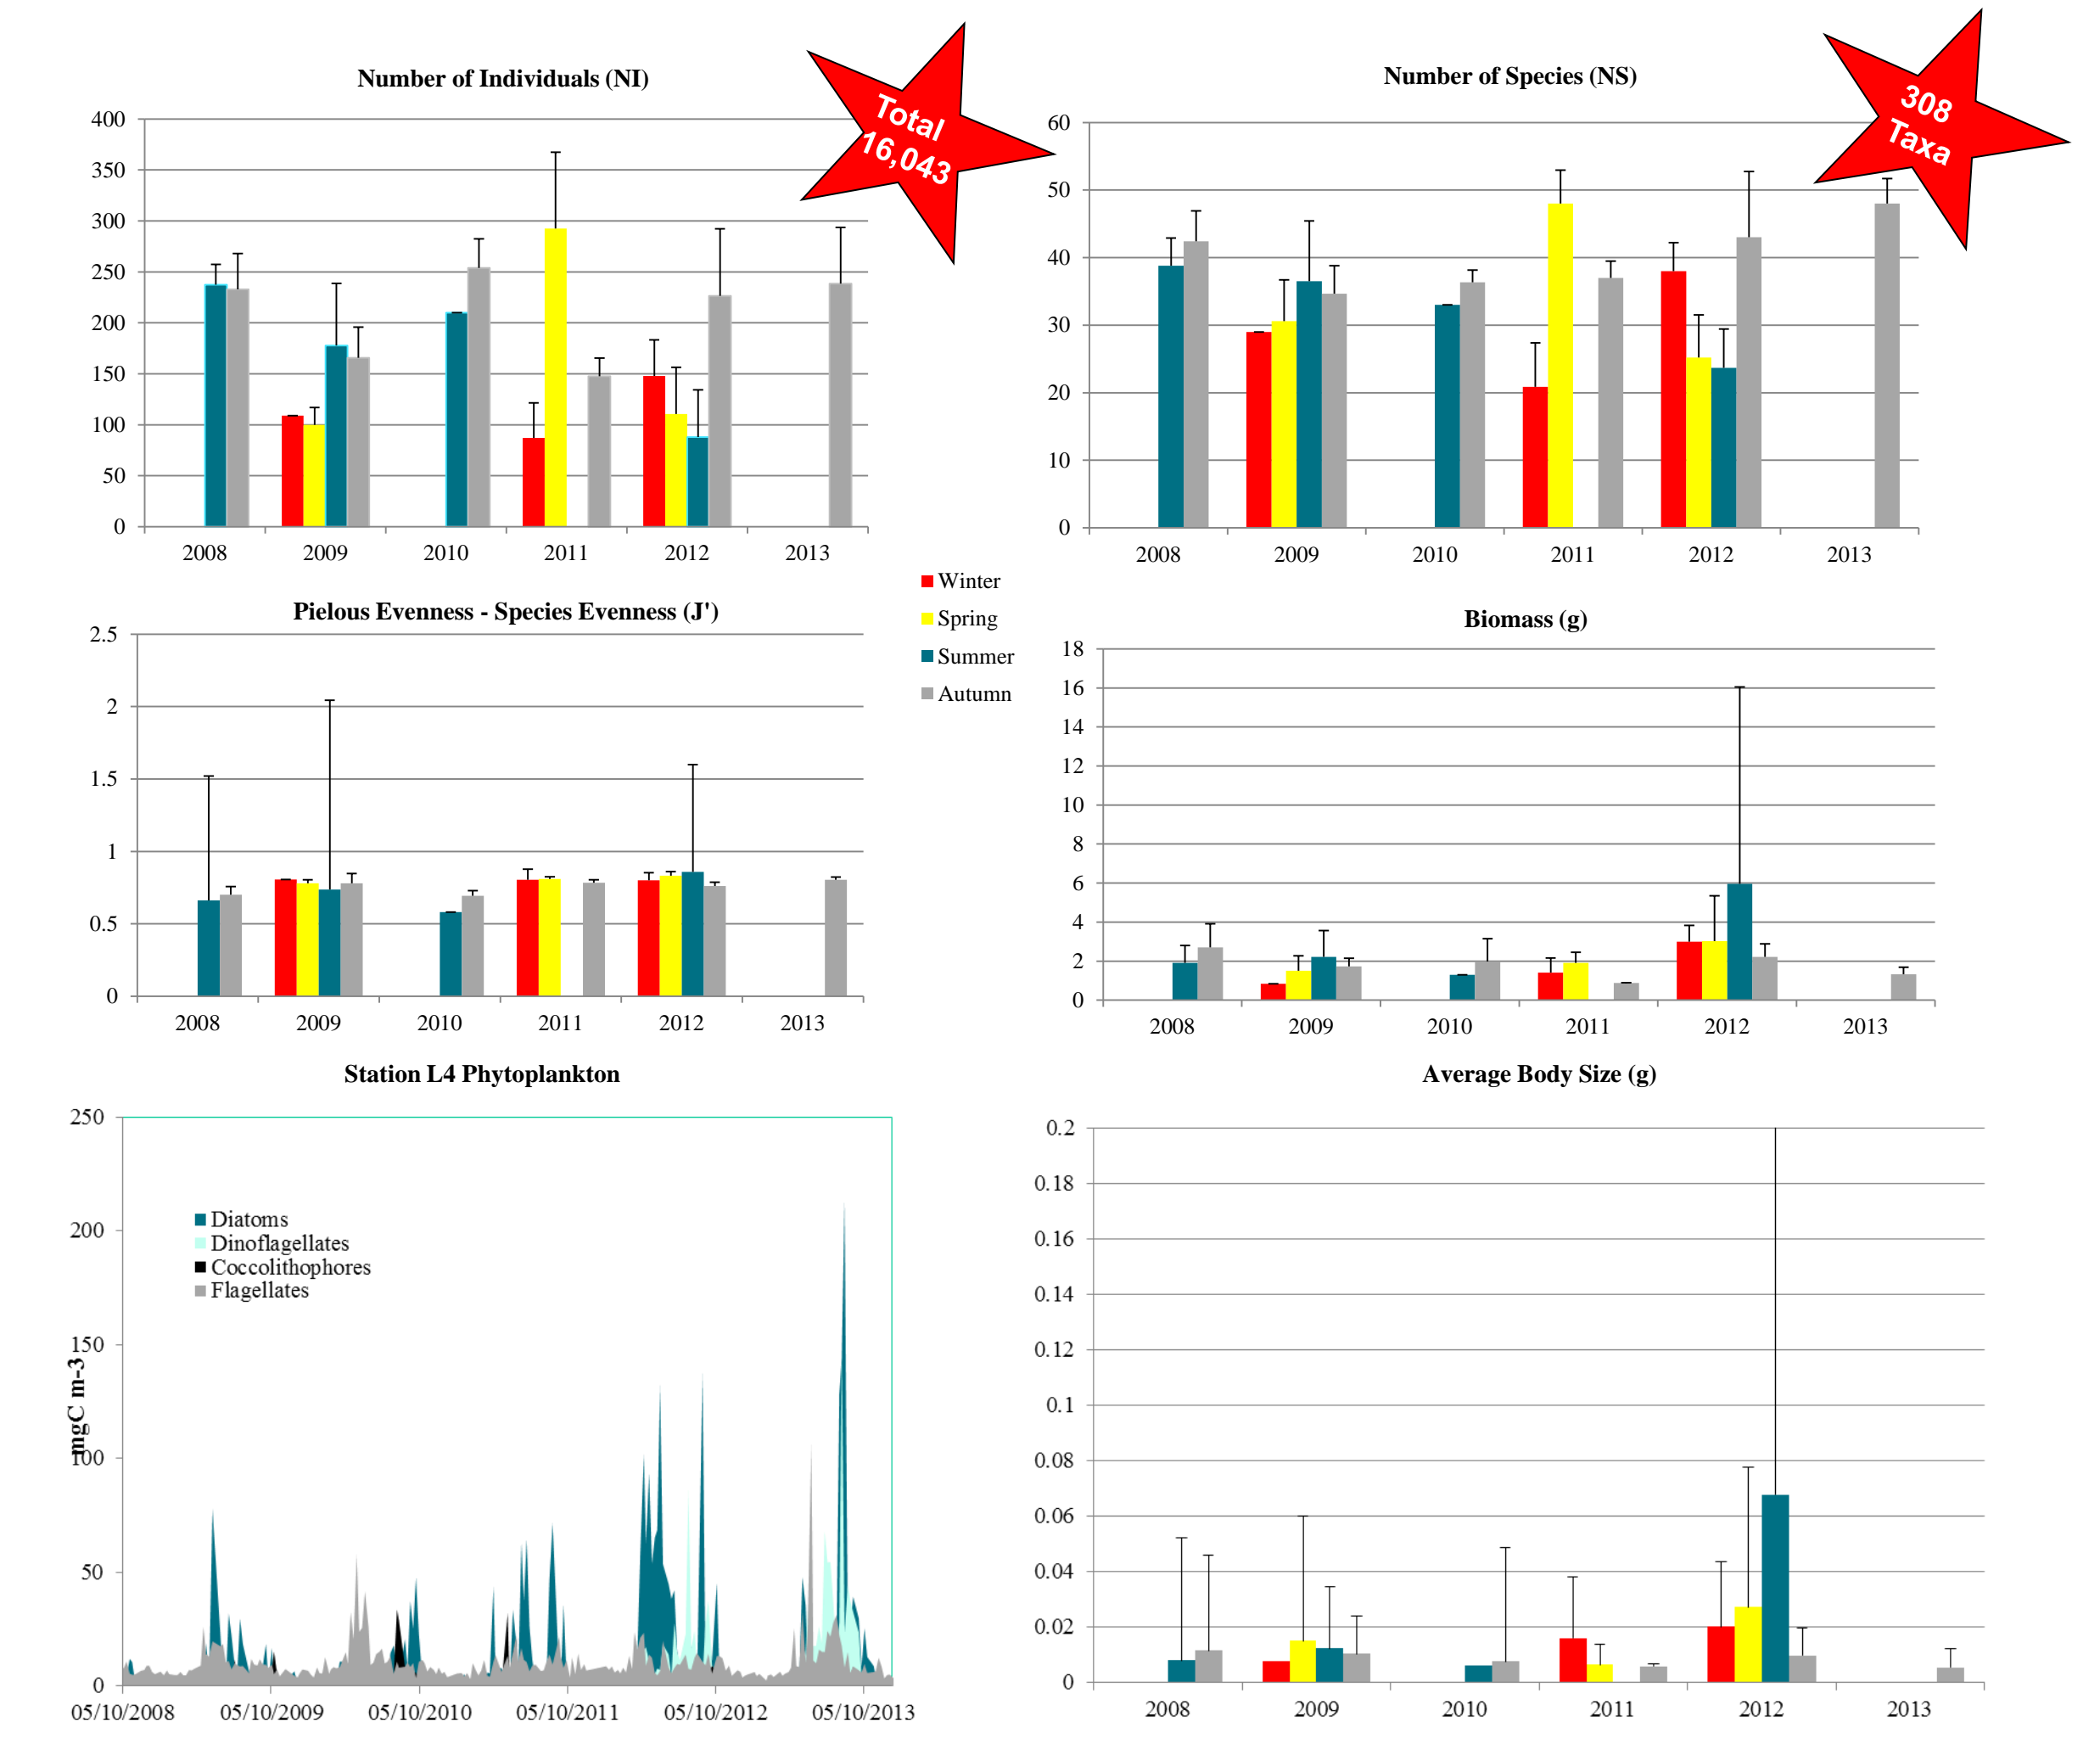 Number of Individuals (NI)
400
350
300
250
200
150
100
50
0
2008 2009 2010 2011 2012 2013
Total
16,043
Number of Species (NS)
60
50
40
30
20
10
0
2008 2009 2010 2011 2012 2013
308
Taxa
Winter
Spring
Summer
Autumn
Pielous Evenness - Species Evenness (J')
2.5
2
1.5
1
0.5
0
2008 2009 2010 2011 2012 2013
Biomass (g)
18
16
14
12
10
8
6
4
2
0
2008 2009 2010 2011 2012 2013
Station L4 Phytoplankton
mgC m-3
250
200
150
100
50
0
Diatoms
Dinoflagellates
Coccolithophores
Flagellates
05/10/2008 05/10/2009 05/10/2010 05/10/2011 05/10/2012 05/10/2013
Average Body Size (g)
0.2
0.18
0.16
0.14
0.12
0.1
0.08
0.06
0.04
0.02
0
2008 2009 2010 2011 2012 2013